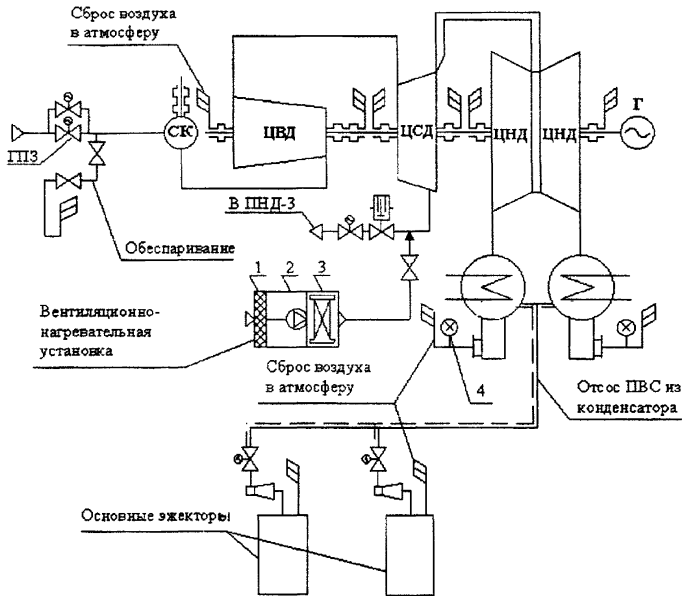 Сброс воздуха
в атмосферу
ГПЗ
СК
ЦВД
ЦСД
ЦНД
ЦНД
Г
В ПНД-3
Обеспаривание
1
2
3
Вентиляционно-
нагревательная
установка
Сброс воздуха
в атмосферу
4
Отсос ПВС из
конденсатора
Основные эжекторы